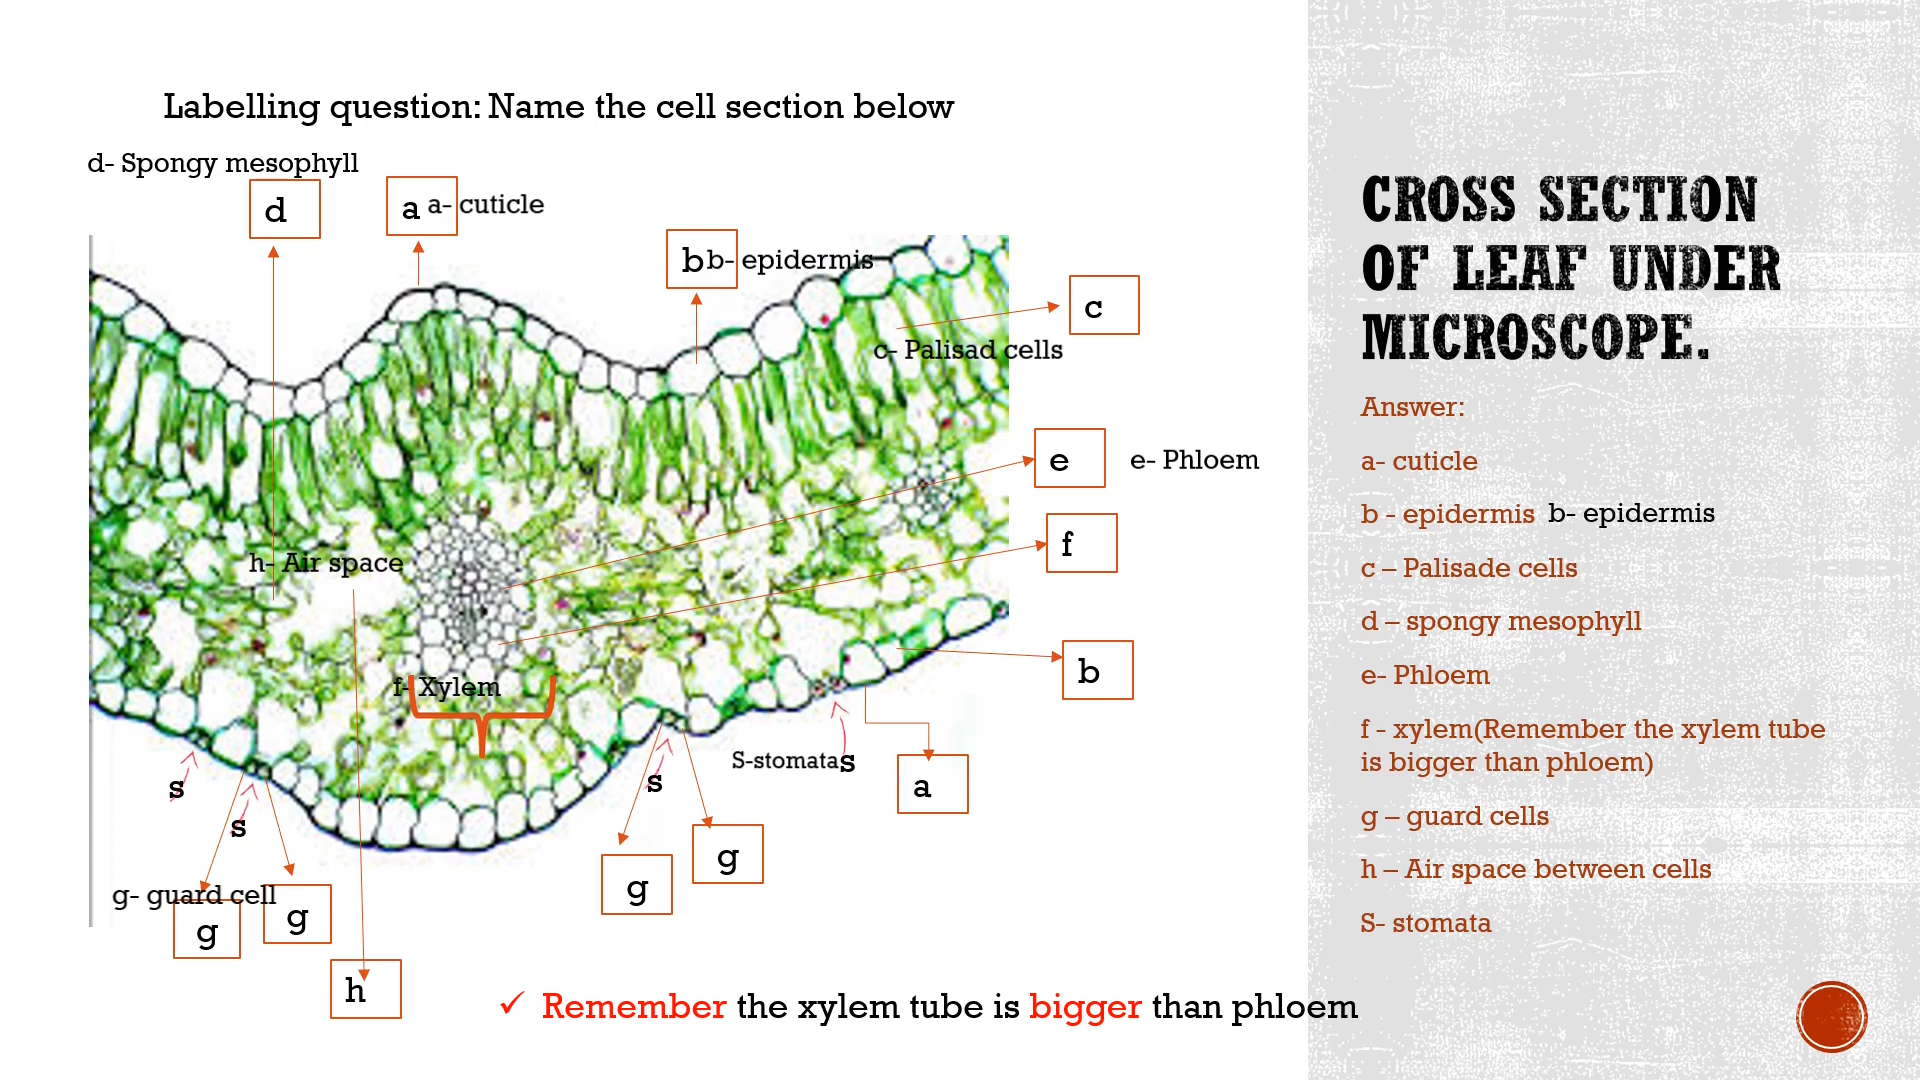 Labelling question: Name the cell section below
d- Spongy mesophyll
d
a
a- cuticle
b
b- epidermis
c
c- Palisad cells
e
e- Phloem
f
h- Air space
b
f- Xylem
S-stomata
s
a
s
s
s
g
g
g- guard cell
g
g
h
✓ Remember the xylem tube is bigger than phloem
CROSS SECTION
OF LEAF UNDER
MICROSCOPE.
Answer:
a- cuticle
b - epidermis b- epidermis
c – Palisade cells
d – spongy mesophyll
e- Phloem
f - xylem(Remember the xylem tube
is bigger than phloem)
g – guard cells
h – Air space between cells
S- stomata